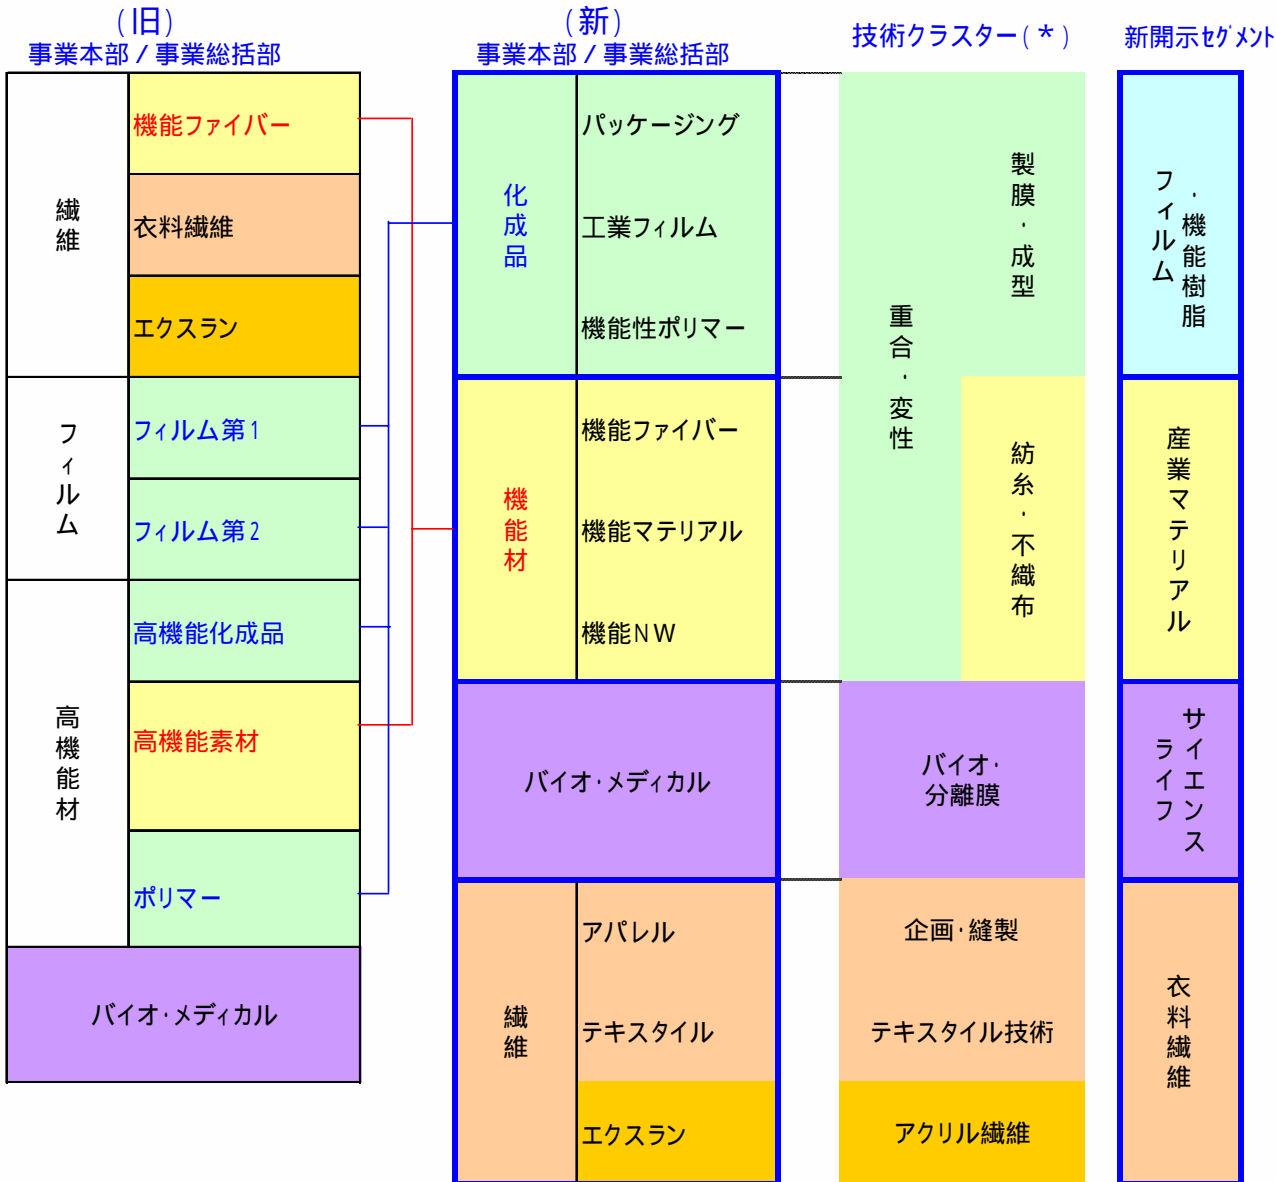 (旧)
事業本部/事業総括部
繊維
機能ファイバー
衣料繊維
エクスラン
フィルム
フィルム第1
フィルム第2
高機能材
高機能化成品
高機能素材
ポリマー
バイオ・メディカル
(新)
事業本部/事業総括部
化成品
パッケージング
工業フィルム
機能性ポリマー
機能材
機能ファイバー
機能マテリアル
機能NW
バイオ・メディカル
繊維
アパレル
テキスタイル
エクスラン
技術クラスター(*)
重合・変性
製膜・成型
紡糸・不織布
バイオ・
分離膜
企画・縫製
テキスタイル技術
アクリル繊維
新開示セグメント
フィルム
・機能樹脂
産業マテリアル
ライフ
サイエンス
衣料繊維